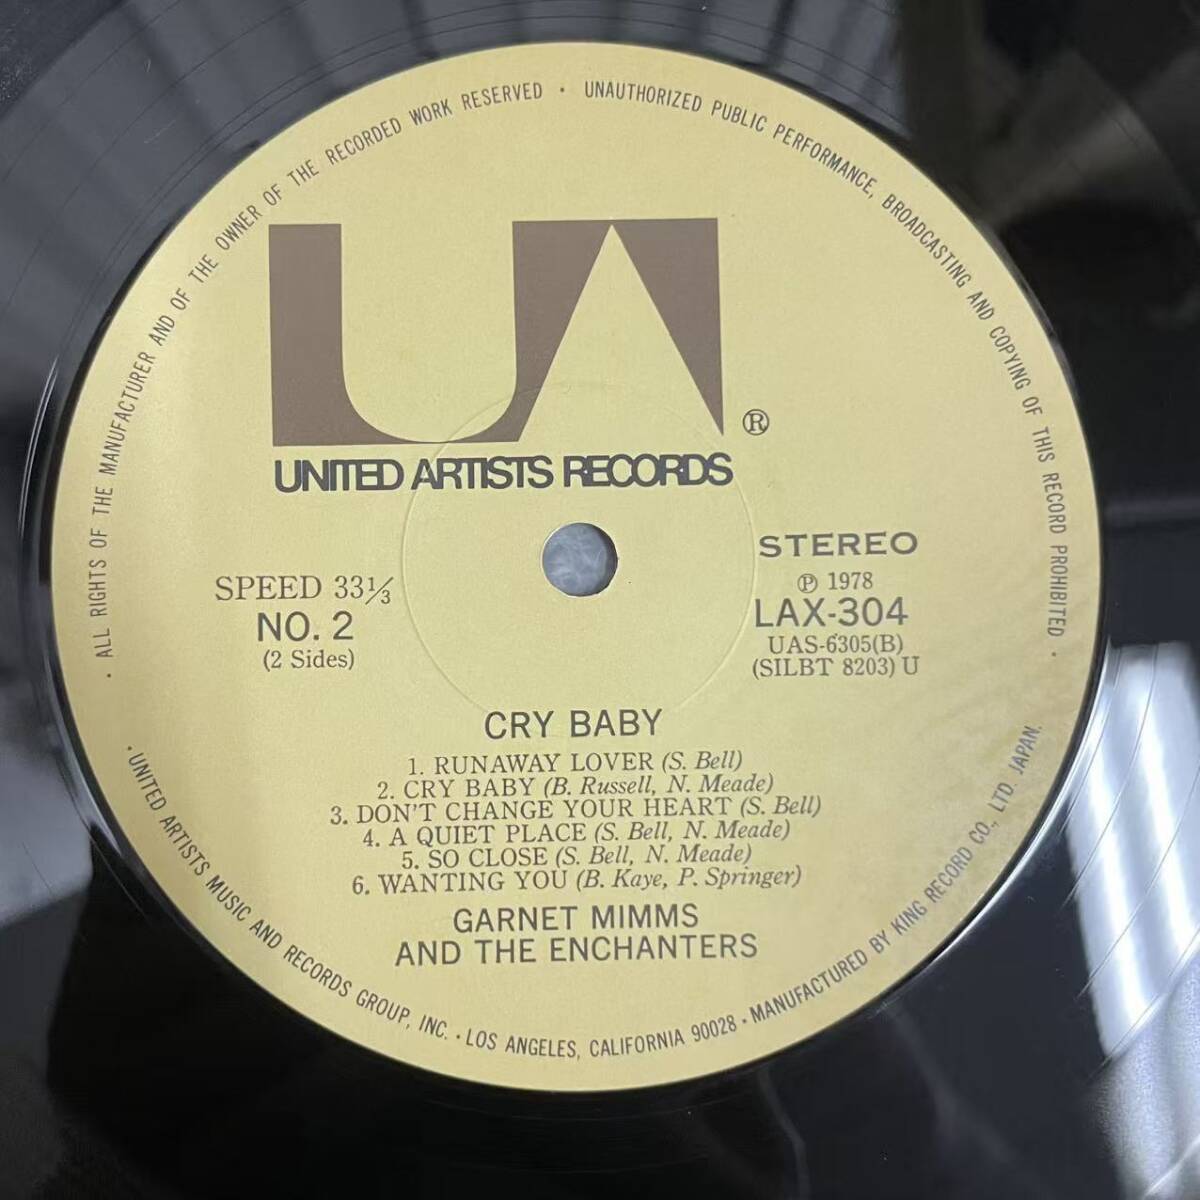 ALL RIGHTS OF THE MANUFACTURER AND OF THE OWNER OF THE RECORDED WORK RESERVED · UNAUTHORIZED PUBLIC PERFORMANCE, BROADCASTING AND COPYING OF THIS RECORD PROHIBITED ·
UA ®
UNITED ARTISTS RECORDS
STEREO
Ⓟ 1978
LAX-304
UAS-6305(B)
(SILBT 8203) U
SPEED 33⅓
NO. 2
(2 Sides)
CRY BABY
1. RUNAWAY LOVER (S. Bell)
2. CRY BABY (B. Russell, N. Meade)
3. DON'T CHANGE YOUR HEART (S. Bell)
4. A QUIET PLACE (S. Bell, N. Meade)
5. SO CLOSE (S. Bell, N. Meade)
6. WANTING YOU (B. Kaye, P. Springer)
GARNET MIMMS
AND THE ENCHANTERS
· UNITED ARTISTS MUSIC AND RECORDS GROUP, INC. · LOS ANGELES, CALIFORNIA 90028 · MANUFACTURED BY KING RECORD CO., LTD. JAPAN.